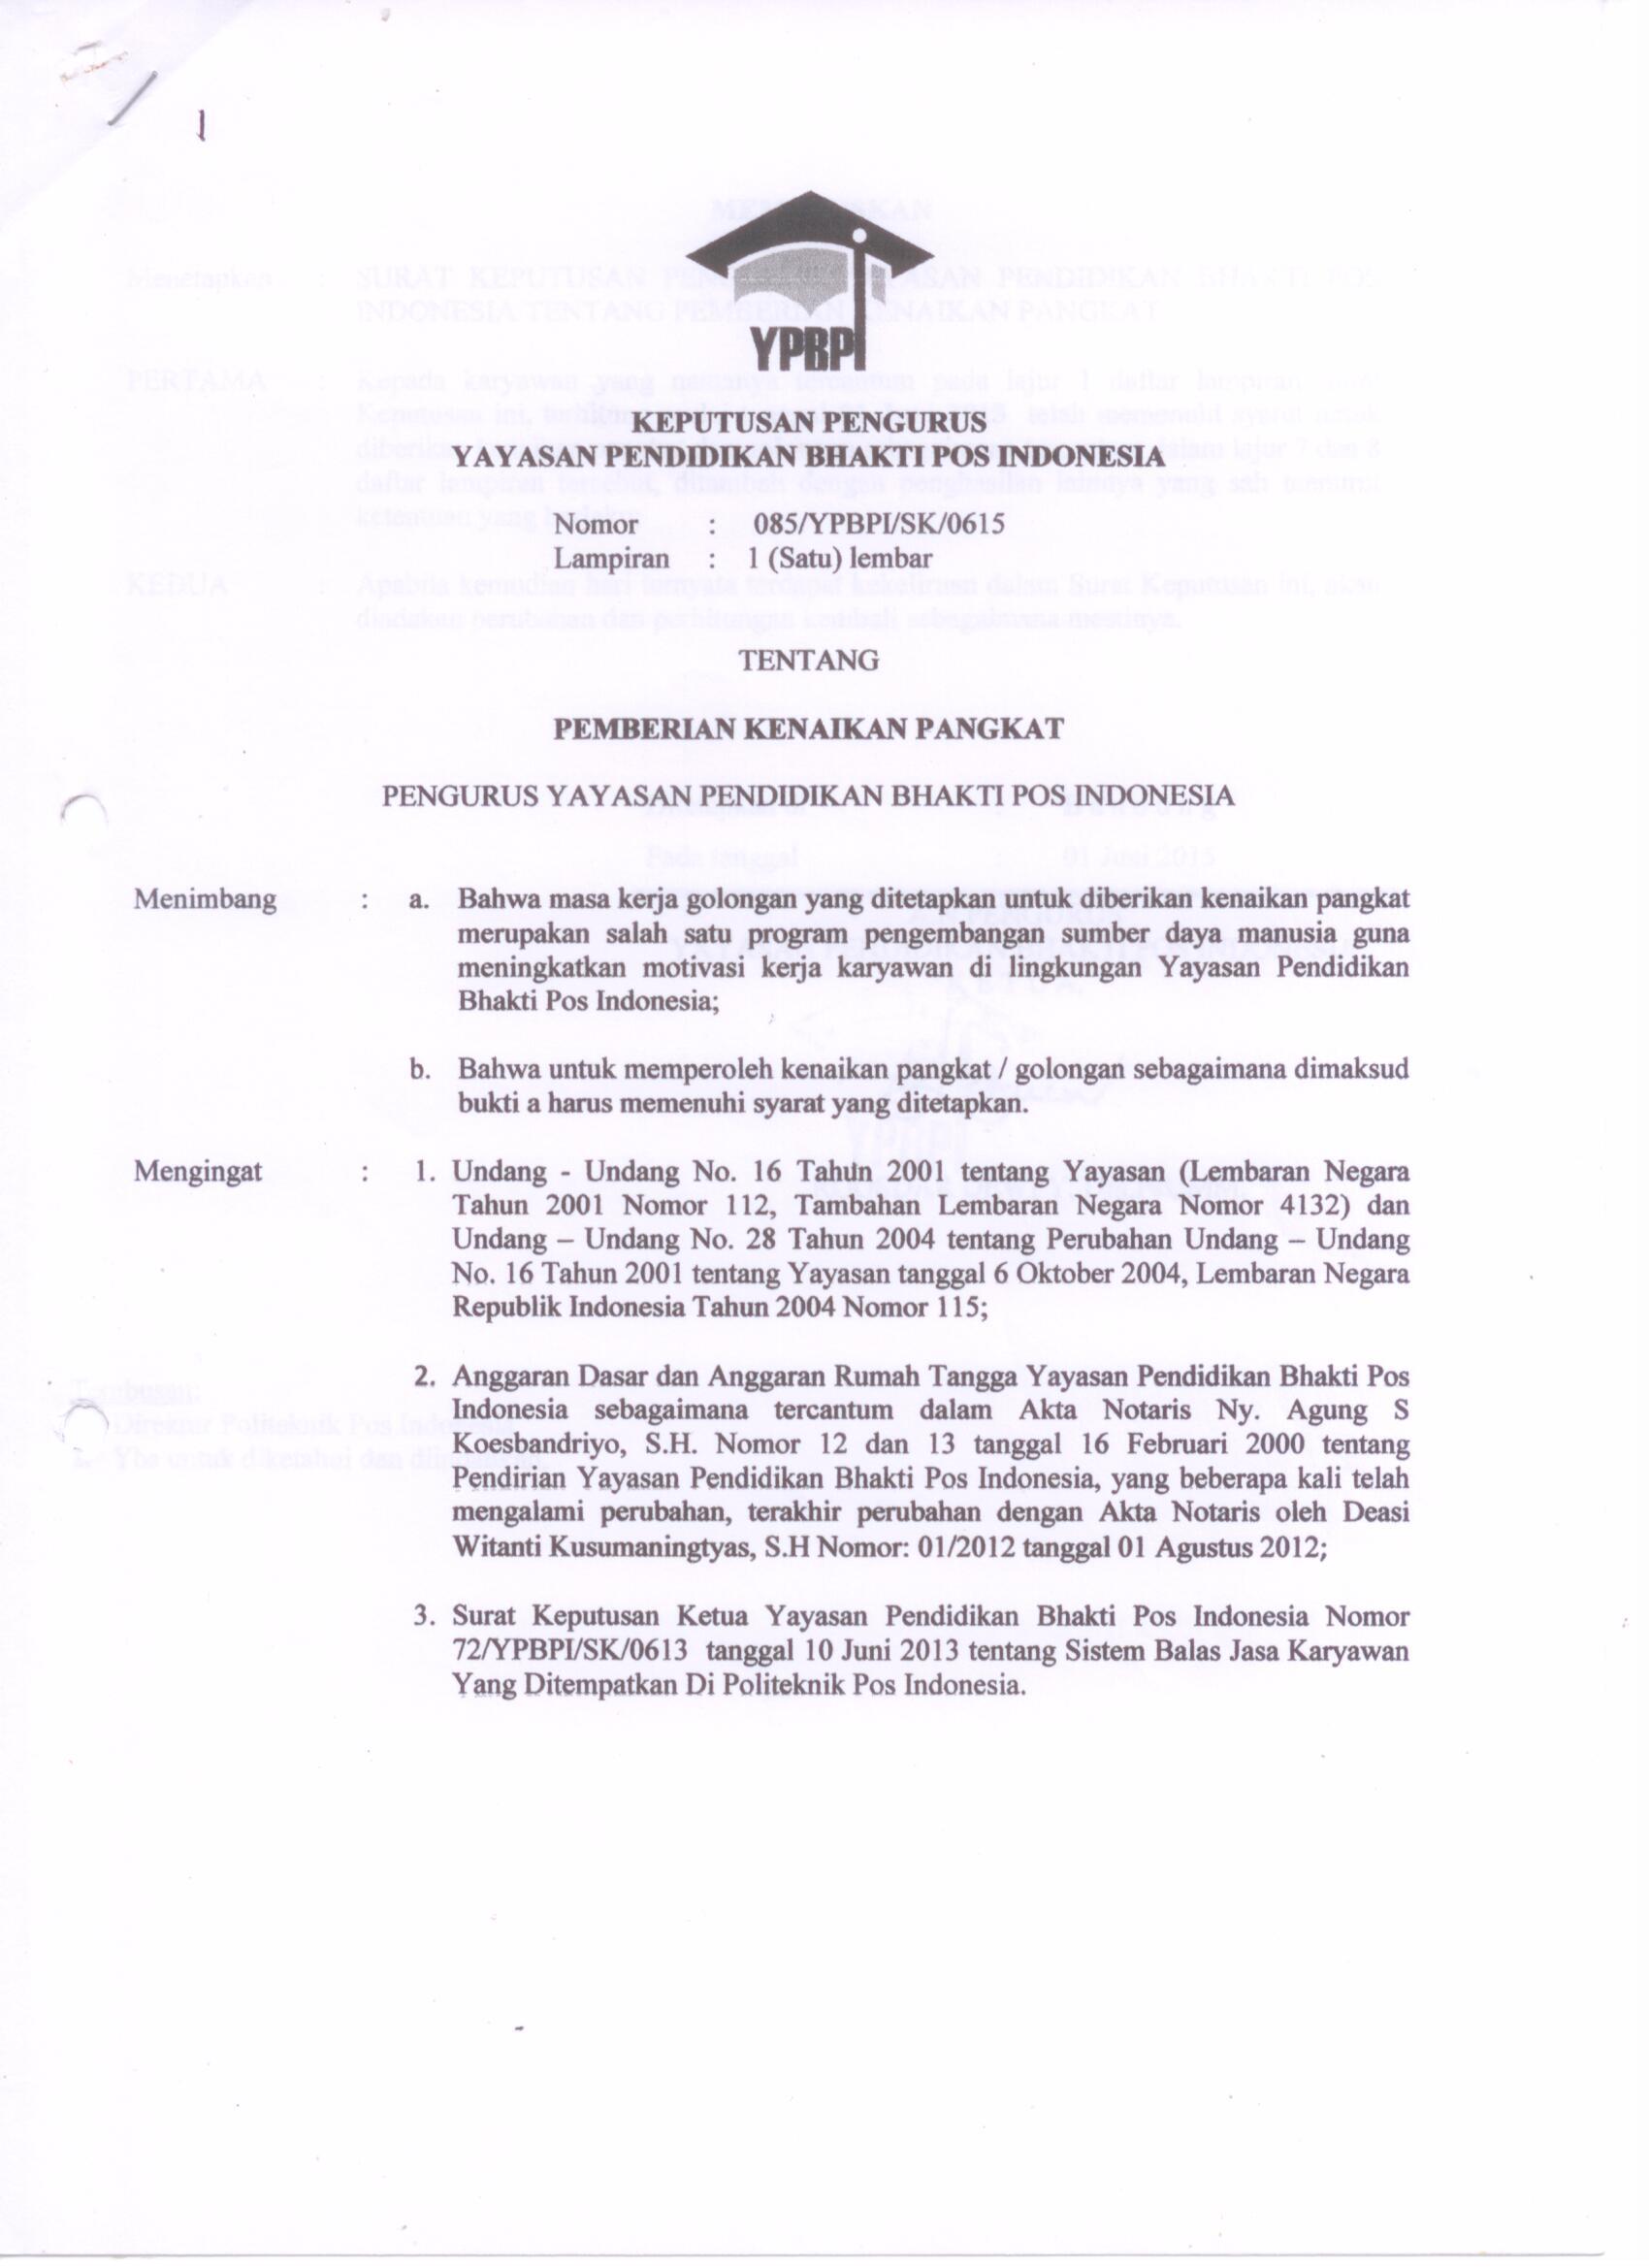 1
YPBPI
KEPUTUSAN PENGURUS
YAYASAN PENDIDIKAN BHAKTI POS INDONESIA
Nomor : 085/YPBPI/SK/0615
Lampiran : 1 (Satu) lembar
TENTANG
PEMBERIAN KENAIKAN PANGKAT
PENGURUS YAYASAN PENDIDIKAN BHAKTI POS INDONESIA
Menimbang : a. Bahwa masa kerja golongan yang ditetapkan untuk diberikan kenaikan pangkat
merupakan salah satu program pengembangan sumber daya manusia guna
meningkatkan motivasi kerja karyawan di lingkungan Yayasan Pendidikan
Bhakti Pos Indonesia;
b. Bahwa untuk memperoleh kenaikan pangkat / golongan sebagaimana dimaksud
bukti a harus memenuhi syarat yang ditetapkan.
Mengingat : 1. Undang - Undang No. 16 Tahun 2001 tentang Yayasan (Lembaran Negara
Tahun 2001 Nomor 112, Tambahan Lembaran Negara Nomor 4132) dan
Undang – Undang No. 28 Tahun 2004 tentang Perubahan Undang – Undang
No. 16 Tahun 2001 tentang Yayasan tanggal 6 Oktober 2004, Lembaran Negara
Republik Indonesia Tahun 2004 Nomor 115;
2. Anggaran Dasar dan Anggaran Rumah Tangga Yayasan Pendidikan Bhakti Pos
Indonesia sebagaimana tercantum dalam Akta Notaris Ny. Agung S
Koesbandriyo, S.H. Nomor 12 dan 13 tanggal 16 Februari 2000 tentang
Pendirian Yayasan Pendidikan Bhakti Pos Indonesia, yang beberapa kali telah
mengalami perubahan, terakhir perubahan dengan Akta Notaris oleh Deasi
Witanti Kusumaningtyas, S.H Nomor: 01/2012 tanggal 01 Agustus 2012;
3. Surat Keputusan Ketua Yayasan Pendidikan Bhakti Pos Indonesia Nomor
72/YPBPI/SK/0613 tanggal 10 Juni 2013 tentang Sistem Balas Jasa Karyawan
Yang Ditempatkan Di Politeknik Pos Indonesia.